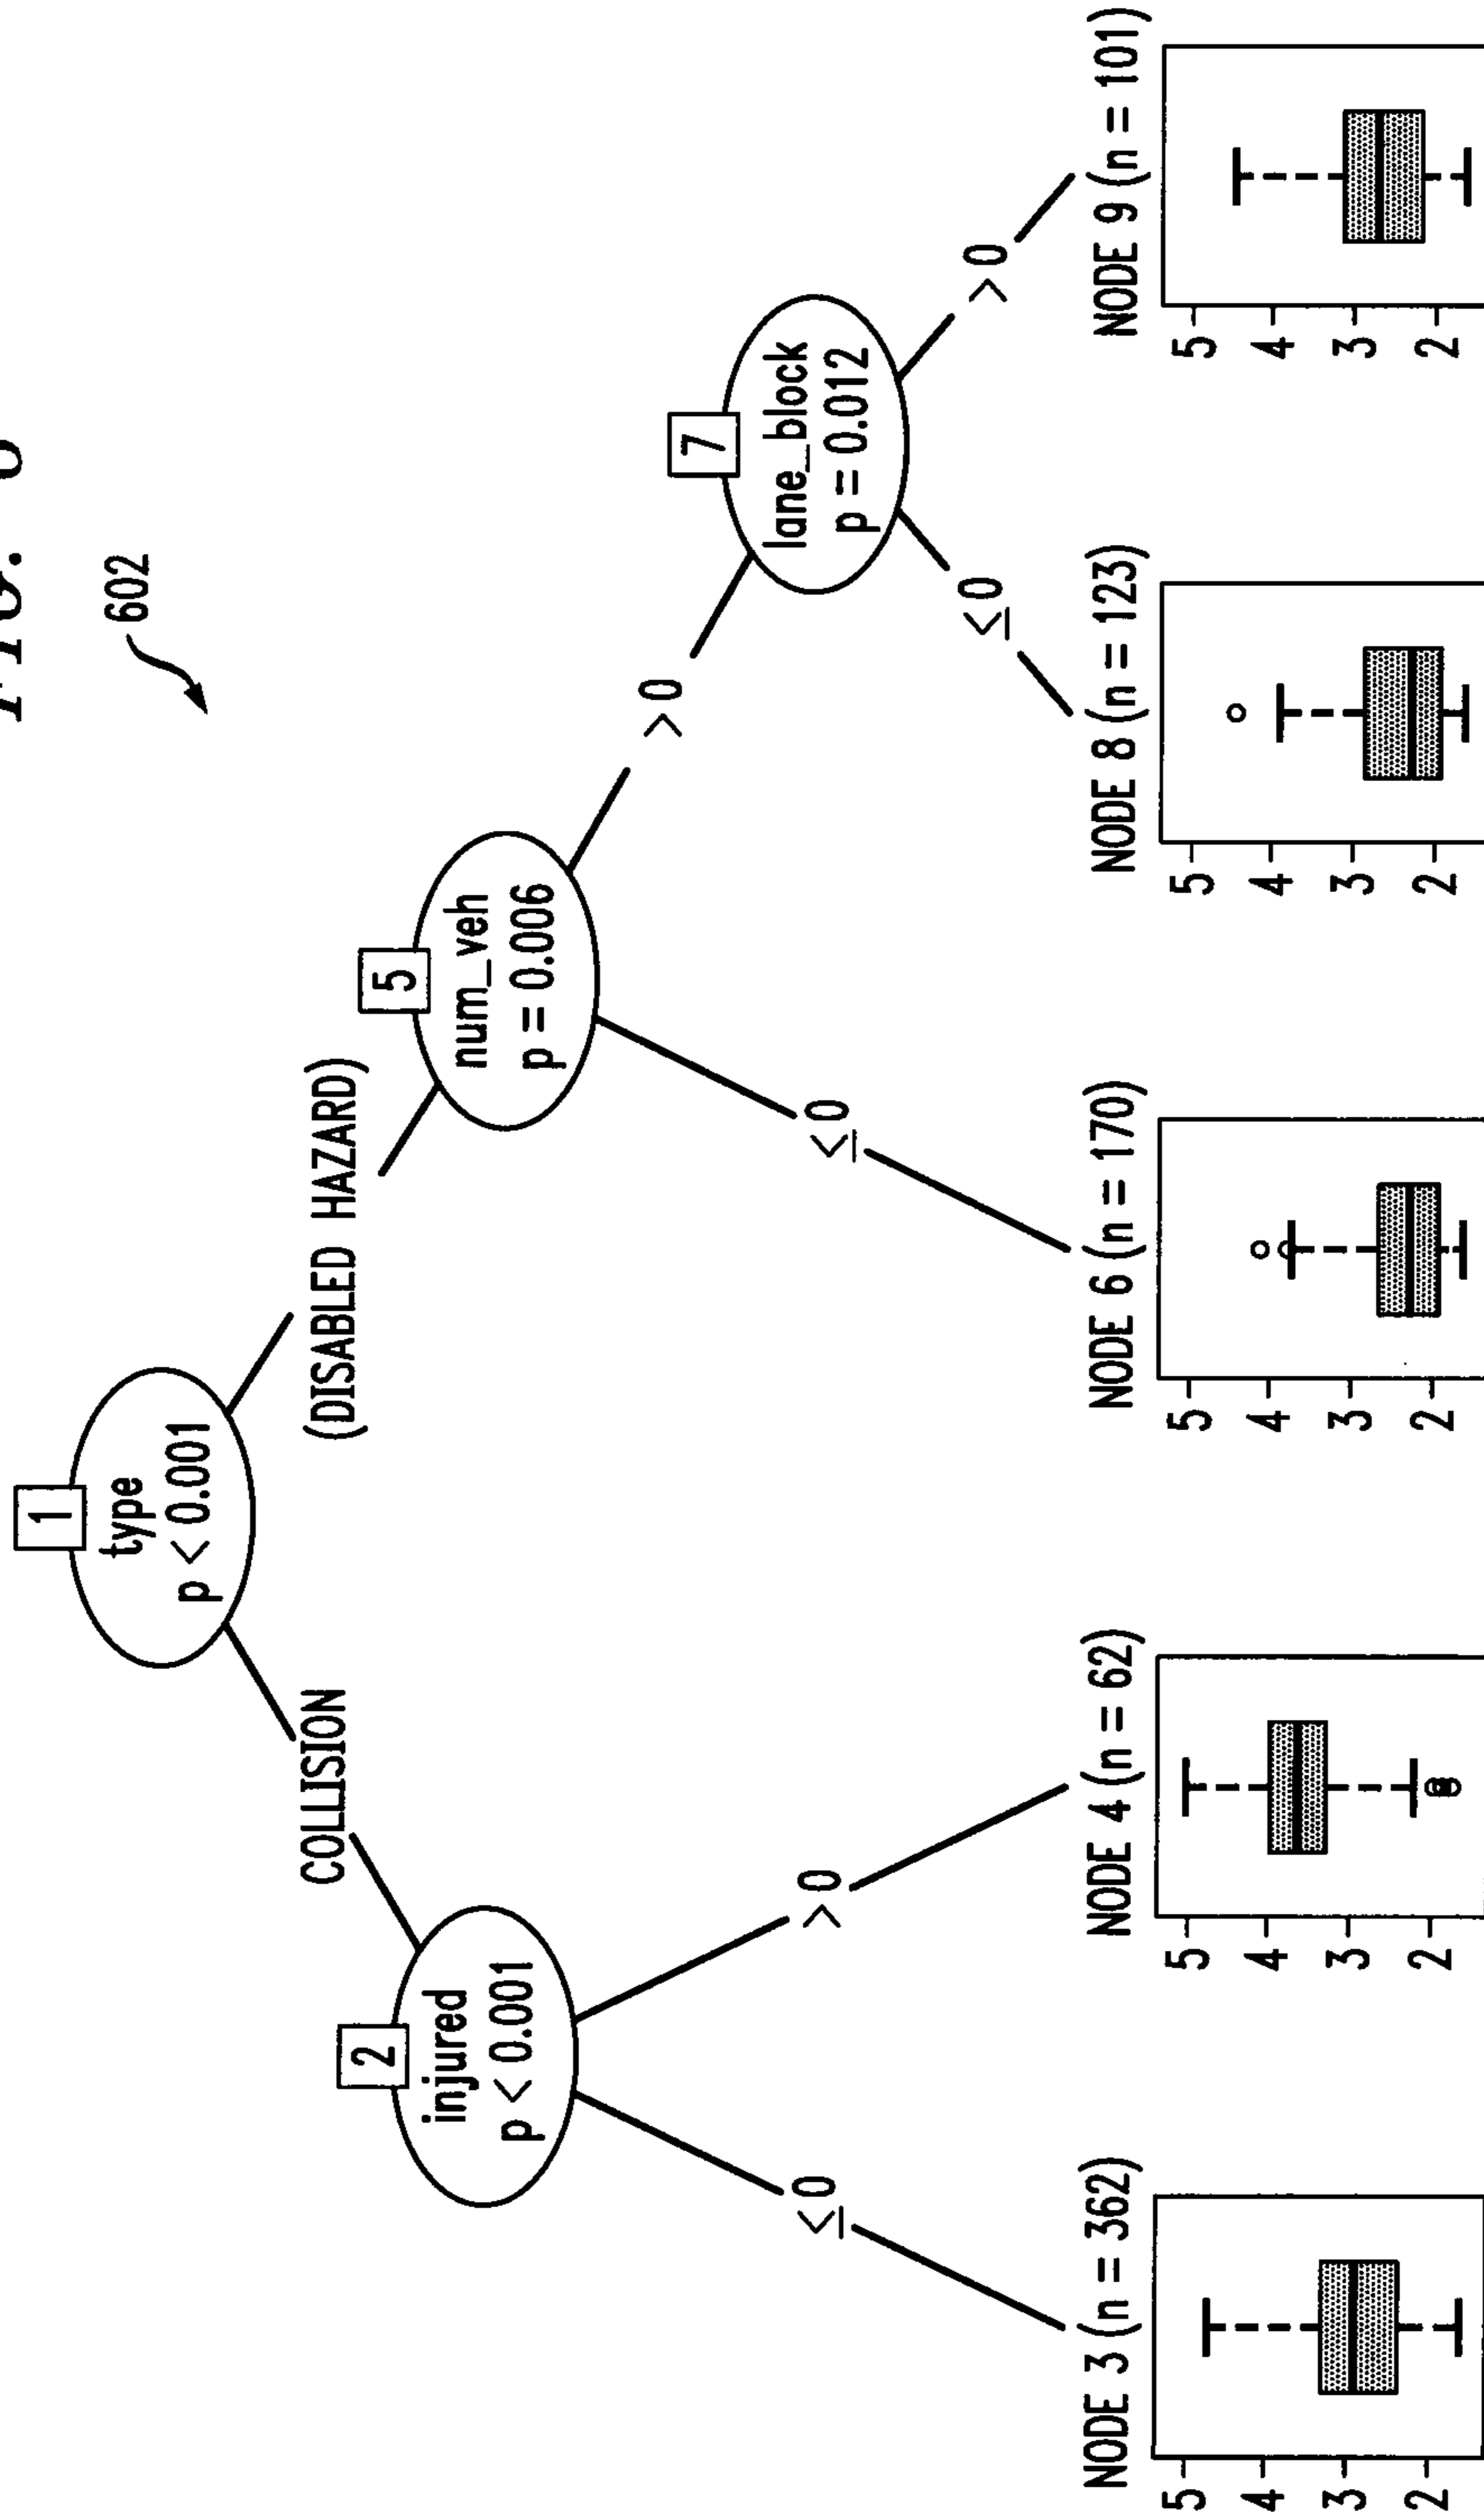 602
1
type
p < 0.001
COLLISION
(DISABLED HAZARD)
2
injured
p < 0.001
5
num_veh
p = 0.006
≤0
>0
≤0
>0
7
lane_block
p = 0.012
≤0
>0
NODE 3 (n = 362)
5
4
3
2
NODE 4 (n = 62)
5
4
3
2
NODE 6 (n = 170)
5
4
3
2
NODE 8 (n = 123)
5
4
3
2
NODE 9 (n = 101)
5
4
3
2